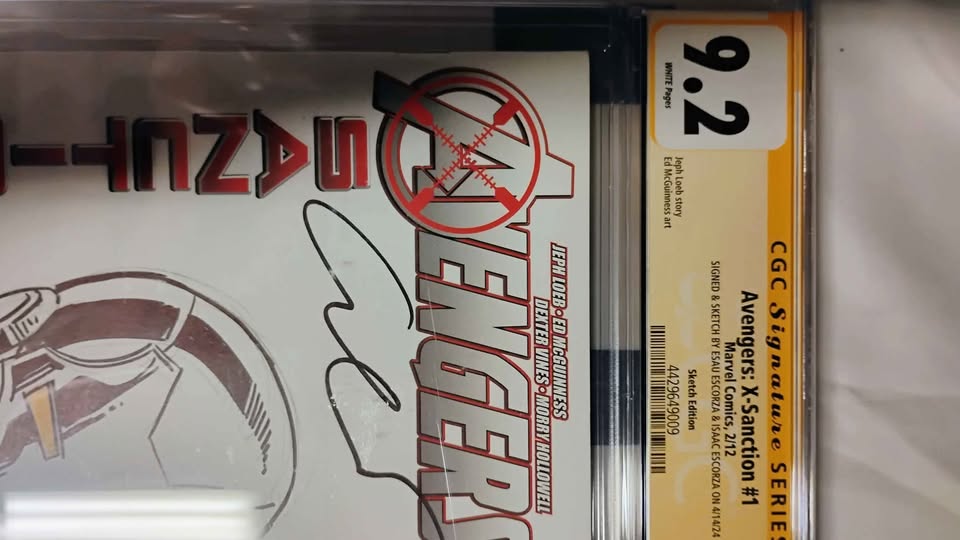 CGC Signature SERIES
9.2
WHITE Pages
Avengers: X-Sanction #1
Marvel Comics, 2/12
SIGNED & SKETCH BY ESAU ESCORZA & ISAAC ESCORZA ON 4/14/24
Jeph Loeb story
Ed McGuinness art
Sketch Edition
4429649009
JEPH LOEB • ED McGUINNESS
DEXTER VINES • MORRY HOLLOWELL
AVENGERS
SANCTI